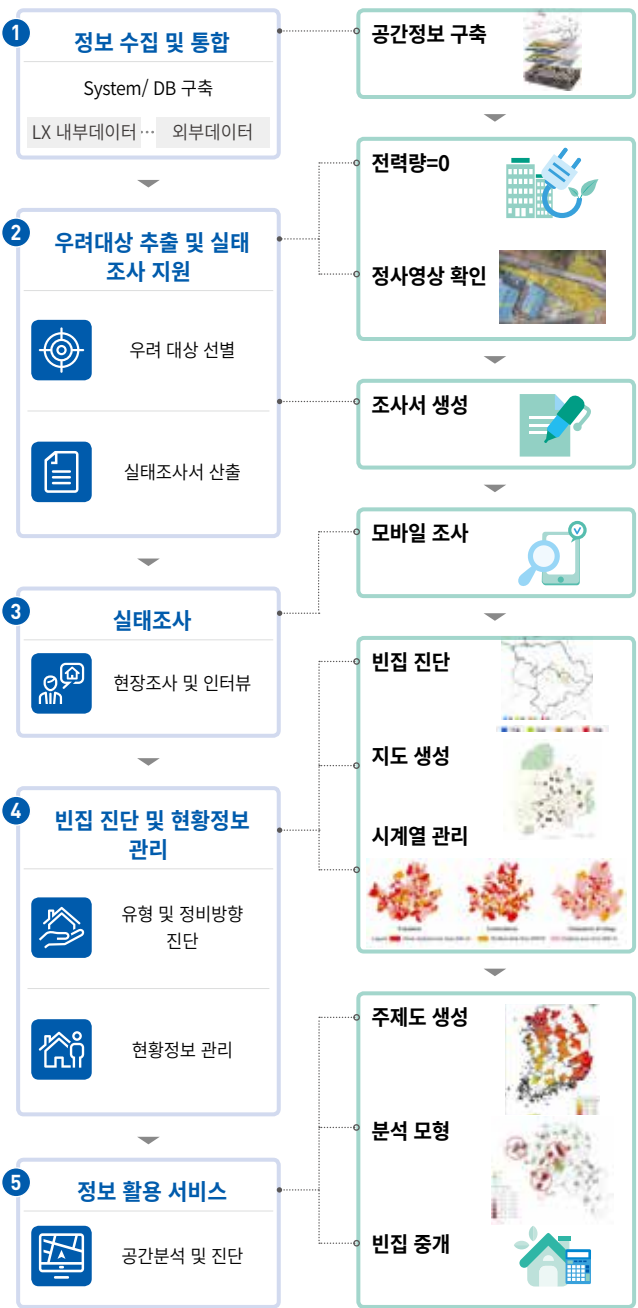 1
정보 수집 및 통합
System/ DB 구축
LX 내부데이터 ··· 외부데이터
공간정보 구축
2
우려대상 추출 및 실태
조사 지원
우려 대상 선별
실태조사서 산출
전력량=0
정사영상 확인
조사서 생성
3
실태조사
현장조사 및 인터뷰
모바일 조사
4
빈집 진단 및 현황정보
관리
유형 및 정비방향
진단
현황정보 관리
빈집 진단
지도 생성
시계열 관리
5
정보 활용 서비스
공간분석 및 진단
주제도 생성
분석 모형
빈집 중개